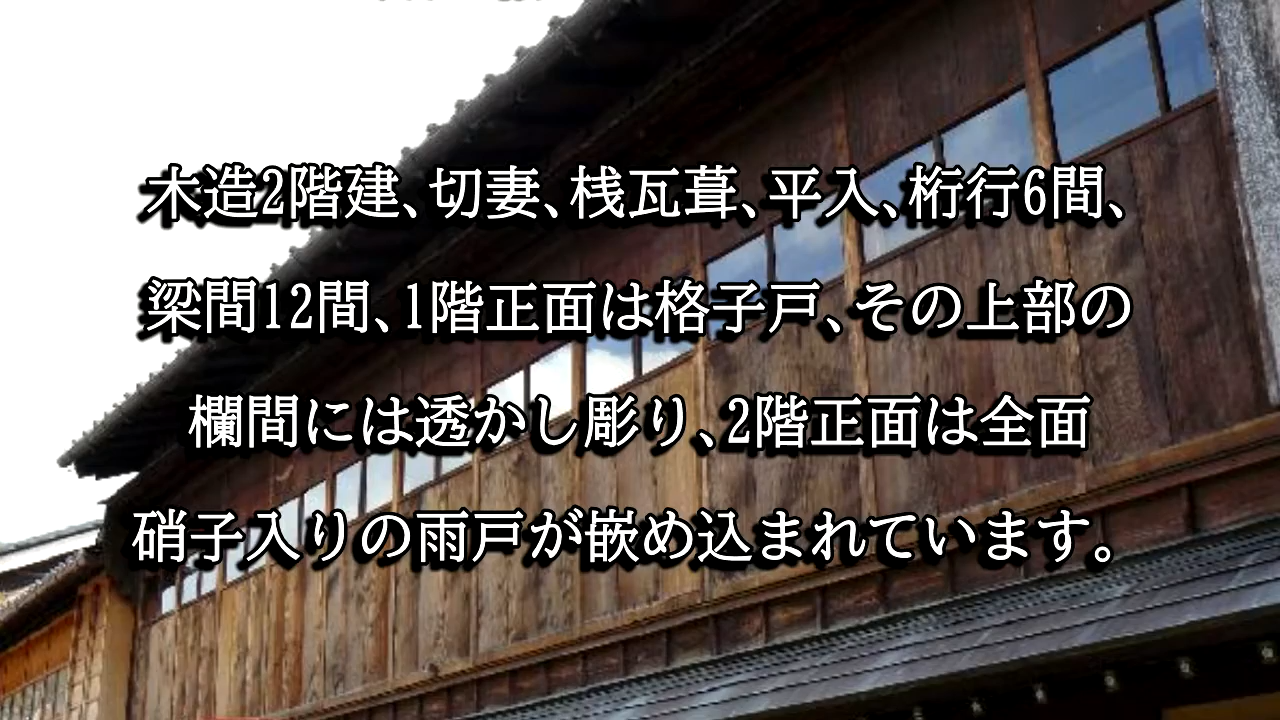 木造2階建、切妻、桟瓦葺、平入、桁行6間、
梁間12間、1階正面は格子戸、その上部の
欄間には透かし彫り、2階正面は全面
硝子入りの雨戸が嵌め込まれています。